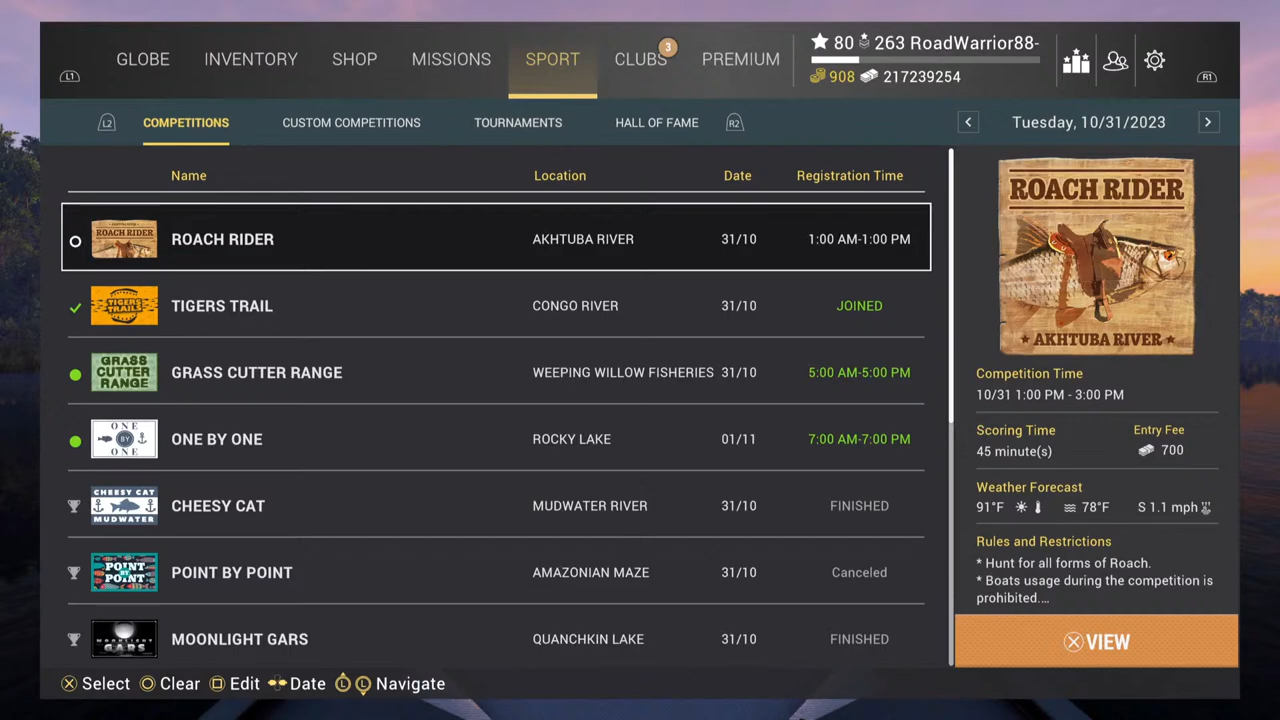 L1
GLOBE INVENTORY SHOP MISSIONS SPORT CLUBS 3 PREMIUM
80 263 RoadWarrior88-
908 217239254
R1
L2 COMPETITIONS CUSTOM COMPETITIONS TOURNAMENTS HALL OF FAME R2
Tuesday, 10/31/2023
Name Location Date Registration Time
ROACH RIDER ROACH RIDER AKHTUBA RIVER 31/10 1:00 AM-1:00 PM
TIGERS TRAILS TIGERS TRAIL CONGO RIVER 31/10 JOINED
GRASS
CUTTER
RANGE
GRASS CUTTER RANGE WEEPING WILLOW FISHERIES 31/10 5:00 AM-5:00 PM
ONE
BY
ONE
ONE BY ONE ROCKY LAKE 01/11 7:00 AM-7:00 PM
CHEESY CAT
MUDWATER
CHEESY CAT MUDWATER RIVER 31/10 FINISHED
POINT
BY
POINT
POINT BY POINT AMAZONIAN MAZE 31/10 Canceled
MOONLIGHT
GARS
MOONLIGHT GARS QUANCHKIN LAKE 31/10 FINISHED
ROACH RIDER
AKHTUBA RIVER
Competition Time
10/31 1:00 PM - 3:00 PM
Scoring Time Entry Fee
45 minute(s) 700
Weather Forecast
91°F 78°F S 1.1 mph
Rules and Restrictions
* Hunt for all forms of Roach.
* Boats usage during the competition is
prohibited....
VIEW
Select Clear Edit Date L L Navigate